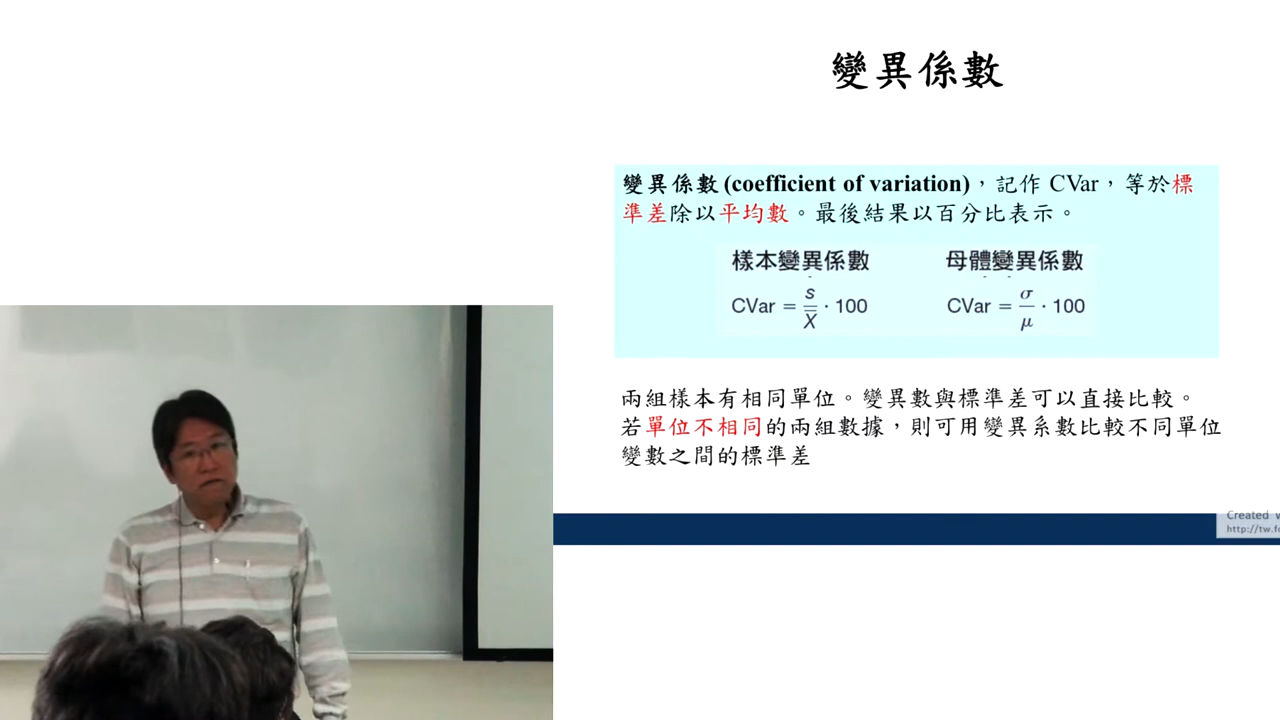 變異係數
變異係數(coefficient of variation)，記作 CVar，等於標
準差除以平均數。最後結果以百分比表示。
樣本變異係數 母體變異係數
CVar = s/X̄ · 100 CVar = σ/μ · 100
兩組樣本有相同單位。變異數與標準差可以直接比較。
若單位不相同的兩組數據，則可用變異系數比較不同單位
變數之間的標準差
Created
http://tw.fo